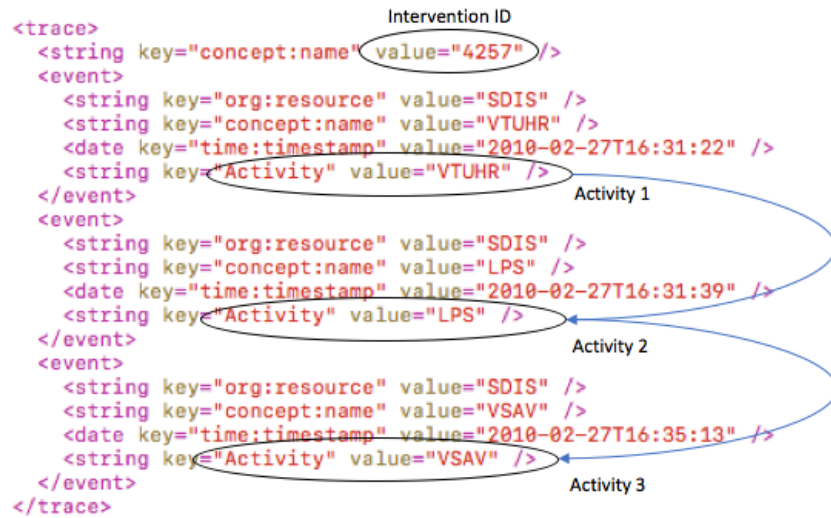 Intervention ID
<trace>
<string key="concept:name" value="4257" />
<event>
<string key="org:resource" value="SDIS" />
<string key="concept:name" value="VTUHR" />
<date key="time:timestamp" value="2010-02-27T16:31:22" />
<string key="Activity" value="VTUHR" />
Activity 1
</event>
<event>
<string key="org:resource" value="SDIS" />
<string key="concept:name" value="LPS" />
<date key="time:timestamp" value="2010-02-27T16:31:39" />
<string key="Activity" value="LPS" />
Activity 2
</event>
<event>
<string key="org:resource" value="SDIS" />
<string key="concept:name" value="VSAV" />
<date key="time:timestamp" value="2010-02-27T16:35:13" />
<string key="Activity" value="VSAV" />
Activity 3
</event>
</trace>